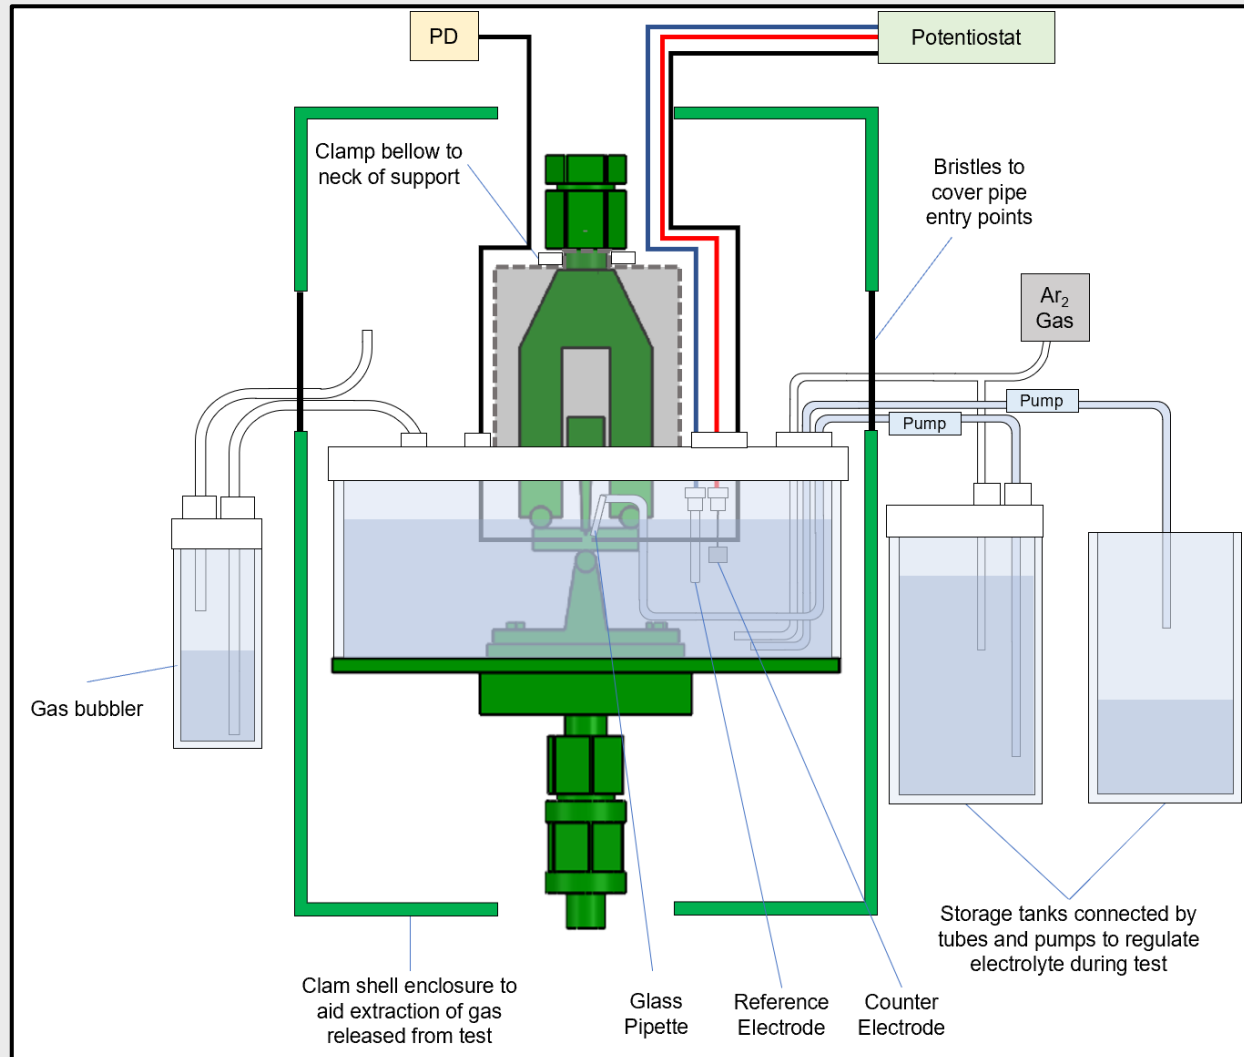 PD
Potentiostat
Clamp bellow to
neck of support
Bristles to
cover pipe
entry points
Ar₂
Gas
Pump
Pump
Gas bubbler
Clam shell enclosure to
aid extraction of gas
released from test
Glass
Pipette
Reference
Electrode
Counter
Electrode
Storage tanks connected by
tubes and pumps to regulate
electrolyte during test